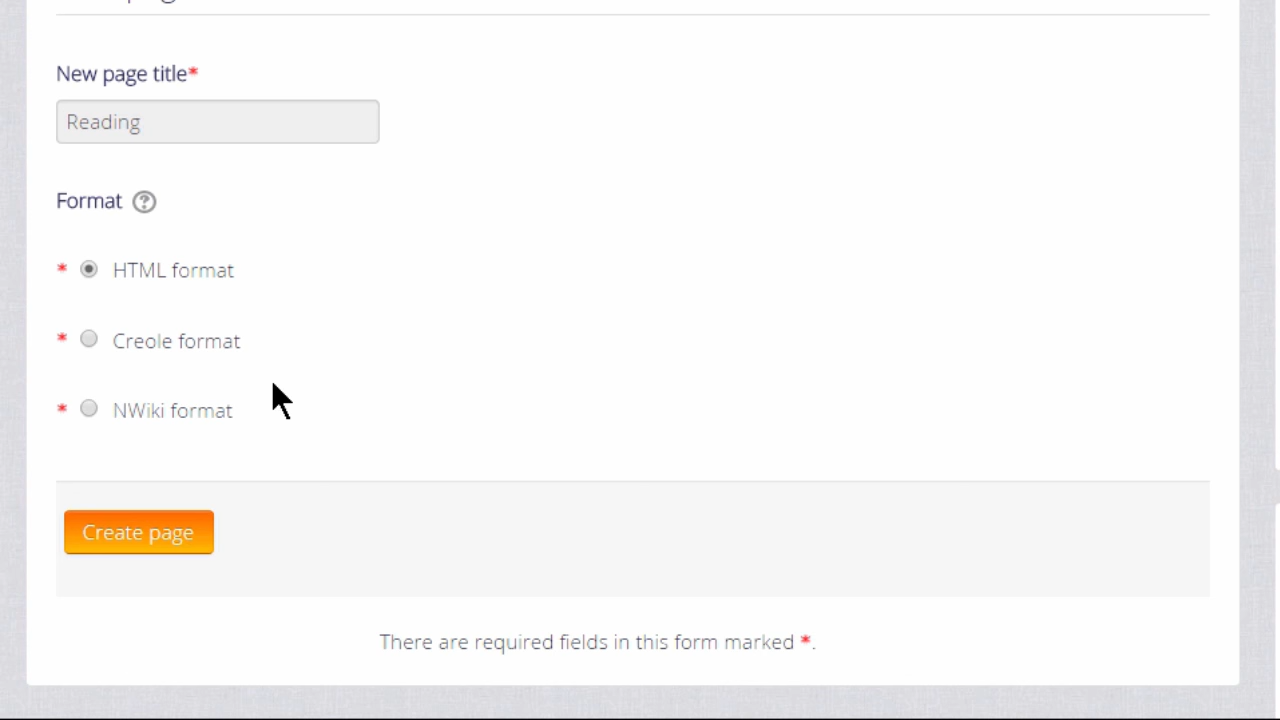 New page title*
Reading
Format ?
* HTML format
* Creole format
* NWiki format
Create page
There are required fields in this form marked *.